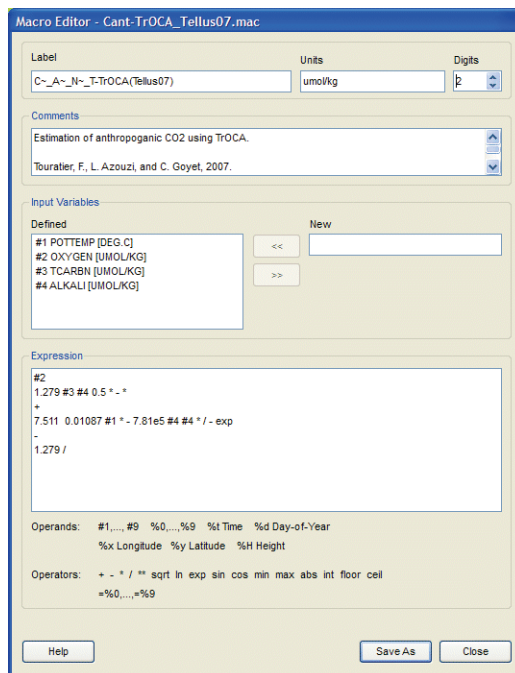 Macro Editor - Cant-TrOCA_Tellus07.mac
Label Units Digits
C~_A~_N~_T-TrOCA(Tellus07) umol/kg 2
Comments
Estimation of anthropoganic CO2 using TrOCA.
Touratier, F., L. Azouzi, and C. Goyet, 2007.
Input Variables
Defined New
#1 POTTEMP [DEG.C]
#2 OXYGEN [UMOL/KG]
#3 TCARBN [UMOL/KG]
#4 ALKALI [UMOL/KG]
<<
>>
Expression
#2
1.279 #3 #4 0.5 * - *
+
7.511 0.01087 #1 * - 7.81e5 #4 #4 * / - exp
-
1.279 /
Operands: #1,..., #9 %0,...,%9 %t Time %d Day-of-Year
%x Longitude %y Latitude %H Height
Operators: + - * / ** sqrt ln exp sin cos min max abs int floor ceil
=%0,...,=%9
Help Save As Close